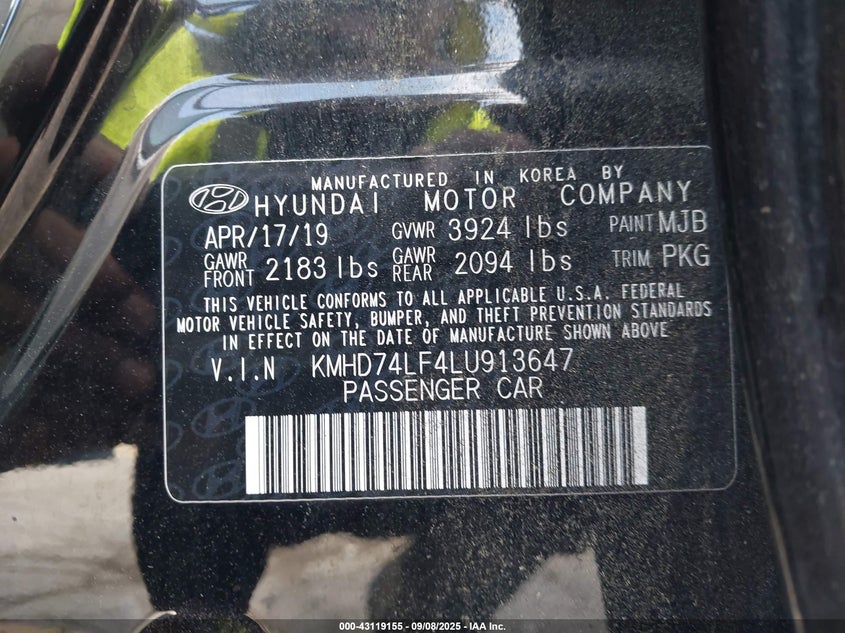 MANUFACTURED IN KOREA BY
HYUNDAI MOTOR COMPANY
APR/17/19 GVWR 3924 lbs PAINT MJB
GAWR FRONT 2183 lbs GAWR REAR 2094 lbs TRIM PKG
THIS VEHICLE CONFORMS TO ALL APPLICABLE U.S.A. FEDERAL
MOTOR VEHICLE SAFETY, BUMPER, AND THEFT PREVENTION STANDARDS
IN EFFECT ON THE DATE OF MANUFACTURE SHOWN ABOVE
V.I.N KMHD74LF4LU913647
PASSENGER CAR
000-43119155 - 09/08/2025 - IAA Inc.